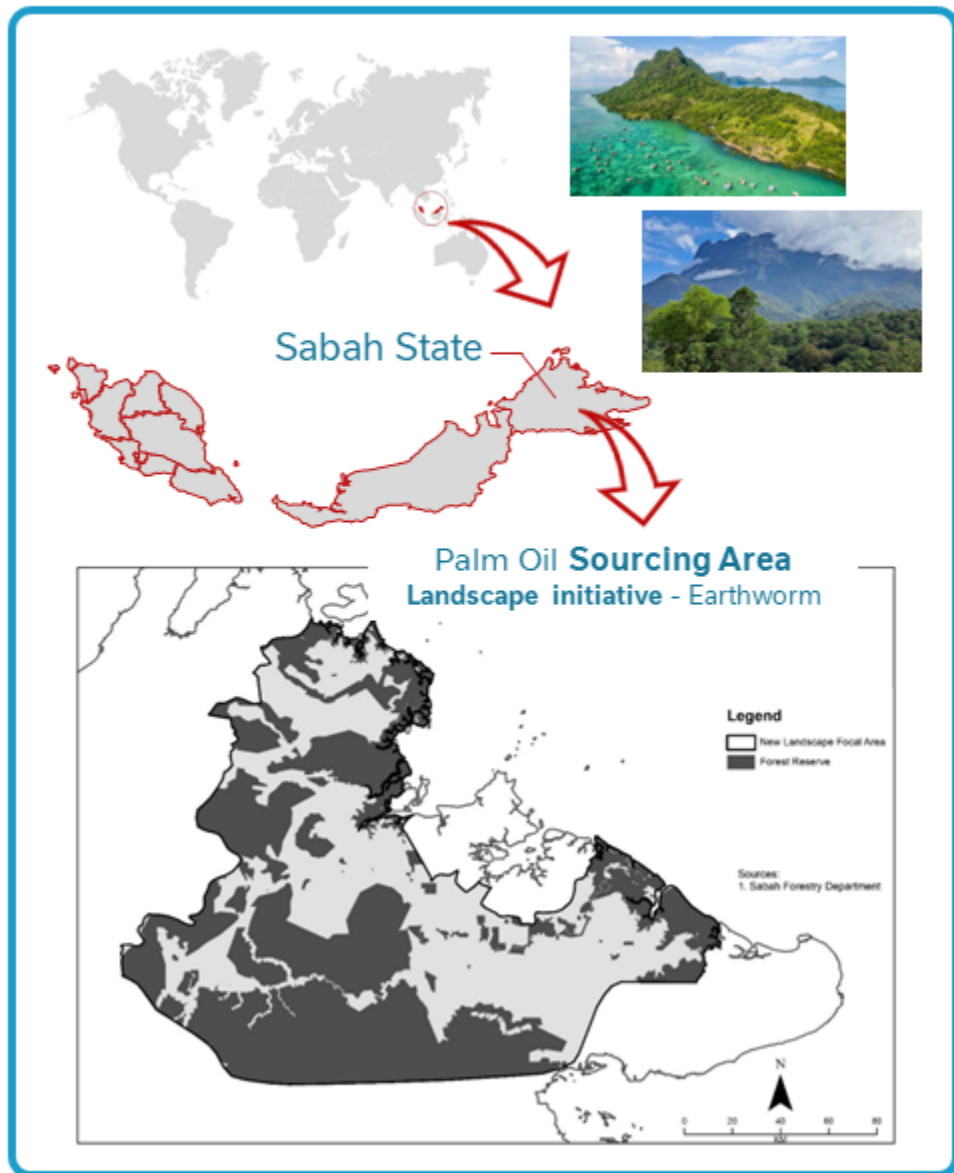 Sabah State
Palm Oil Sourcing Area
Landscape initiative - Earthworm
Legend
New Landscape Focal Area
Forest Reserve
Sources:
1. Sabah Forestry Department
N
0 20 40 60 80
KM